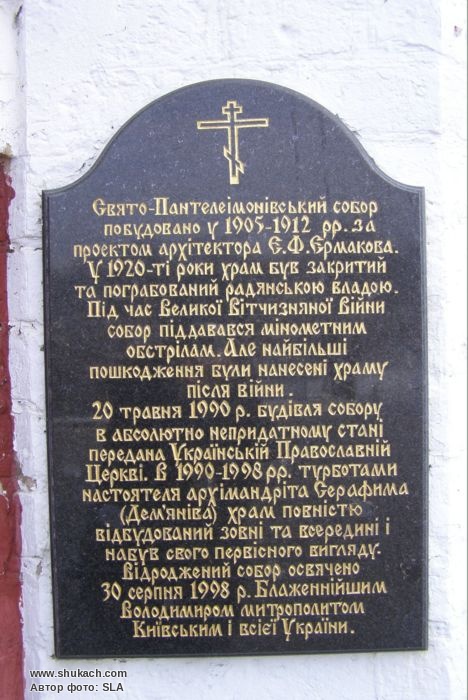 Свято-Пантелеімонівський собор
побудовано у 1905-1912 рр. за
проектом архітектора Є.Ф.Єрмакова.
У 1920-ті роки храм був закритий
та пограбований радянською владою.
Під час Великої Вітчизняної Війни
собор піддавався мінометним
обстрілам. Але найбільші
пошкодження були нанесені храму
після війни.
20 травня 1990 р. будівля собору
в абсолютно непридатному стані
передана Українській Православній
Церкві. В 1990-1998 рр. турботами
настоятеля архімандріта Серафима
(Дем'яніва) храм повністю
відбудований зовні та всередині і
набув свого первісного вигляду.
Відроджений собор освячено
30 серпня 1998 р. Блаженнійшим
Володимиром митрополитом
Київським і всієї України.
www.shukach.com
Автор фото: SLA